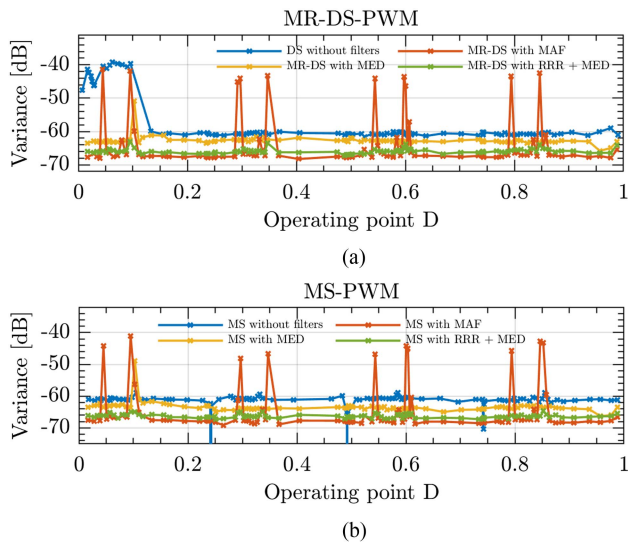 MR-DS-PWM
DS without filters
MR-DS with MAF
MR-DS with MED
MR-DS with RRR + MED
Variance [dB]
-40
-50
-60
-70
0
0.2
0.4
0.6
0.8
1
Operating point D
(a)
MS-PWM
MS without filters
MS with MAF
MS with MED
MS with RRR + MED
Variance [dB]
-40
-50
-60
-70
0
0.2
0.4
0.6
0.8
1
Operating point D
(b)